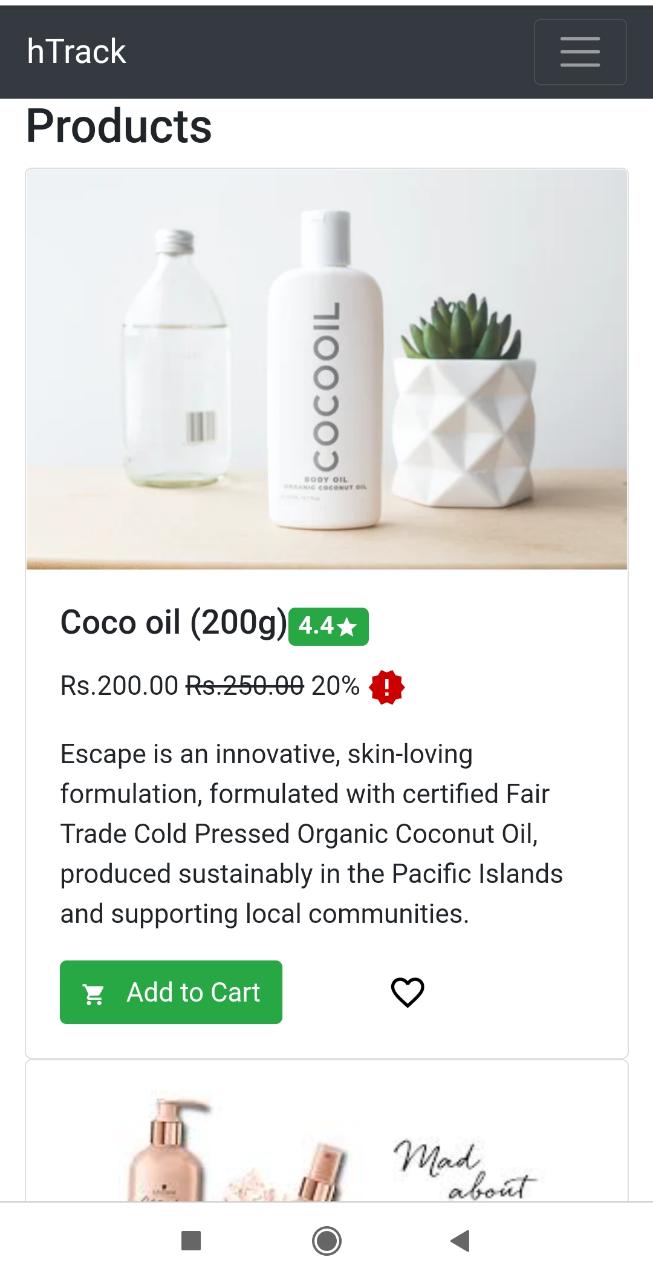 hTrack
Products
COCOOIL
BODY OIL
ORGANIC COCONUT OIL
Coco oil (200g) 4.4★
Rs.200.00 Rs.250.00 20%
Escape is an innovative, skin-loving
formulation, formulated with certified Fair
Trade Cold Pressed Organic Coconut Oil,
produced sustainably in the Pacific Islands
and supporting local communities.
Add to Cart
Mad
about